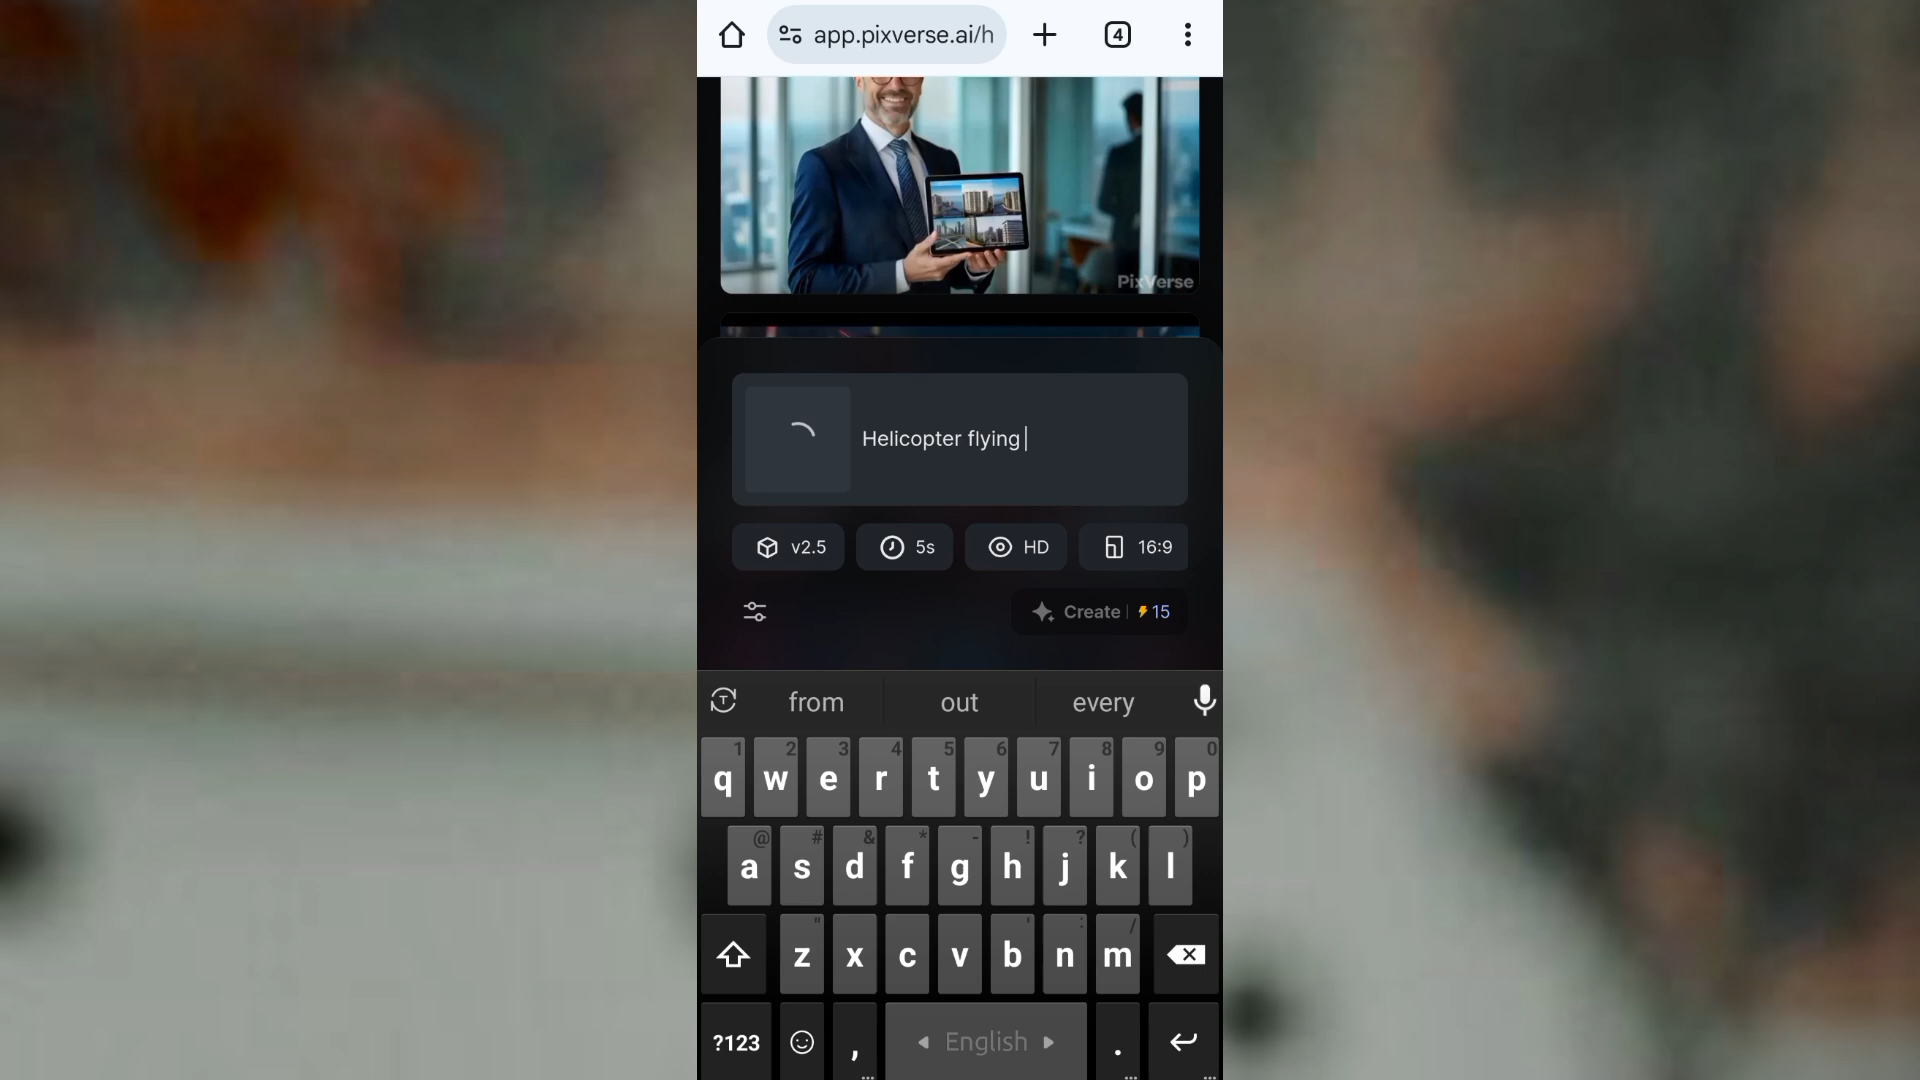 app.pixverse.ai/h
4
PixVerse
Helicopter flying
v2.5
5s
HD
16:9
Create
15
from
out
every
1 2 3 4 5 6 7 8 9 0
q w e r t y u i o p
@ # & * - ! ? ( )
a s d f g h j k l
" ' : /
z x c v b n m
?123
,
English
.